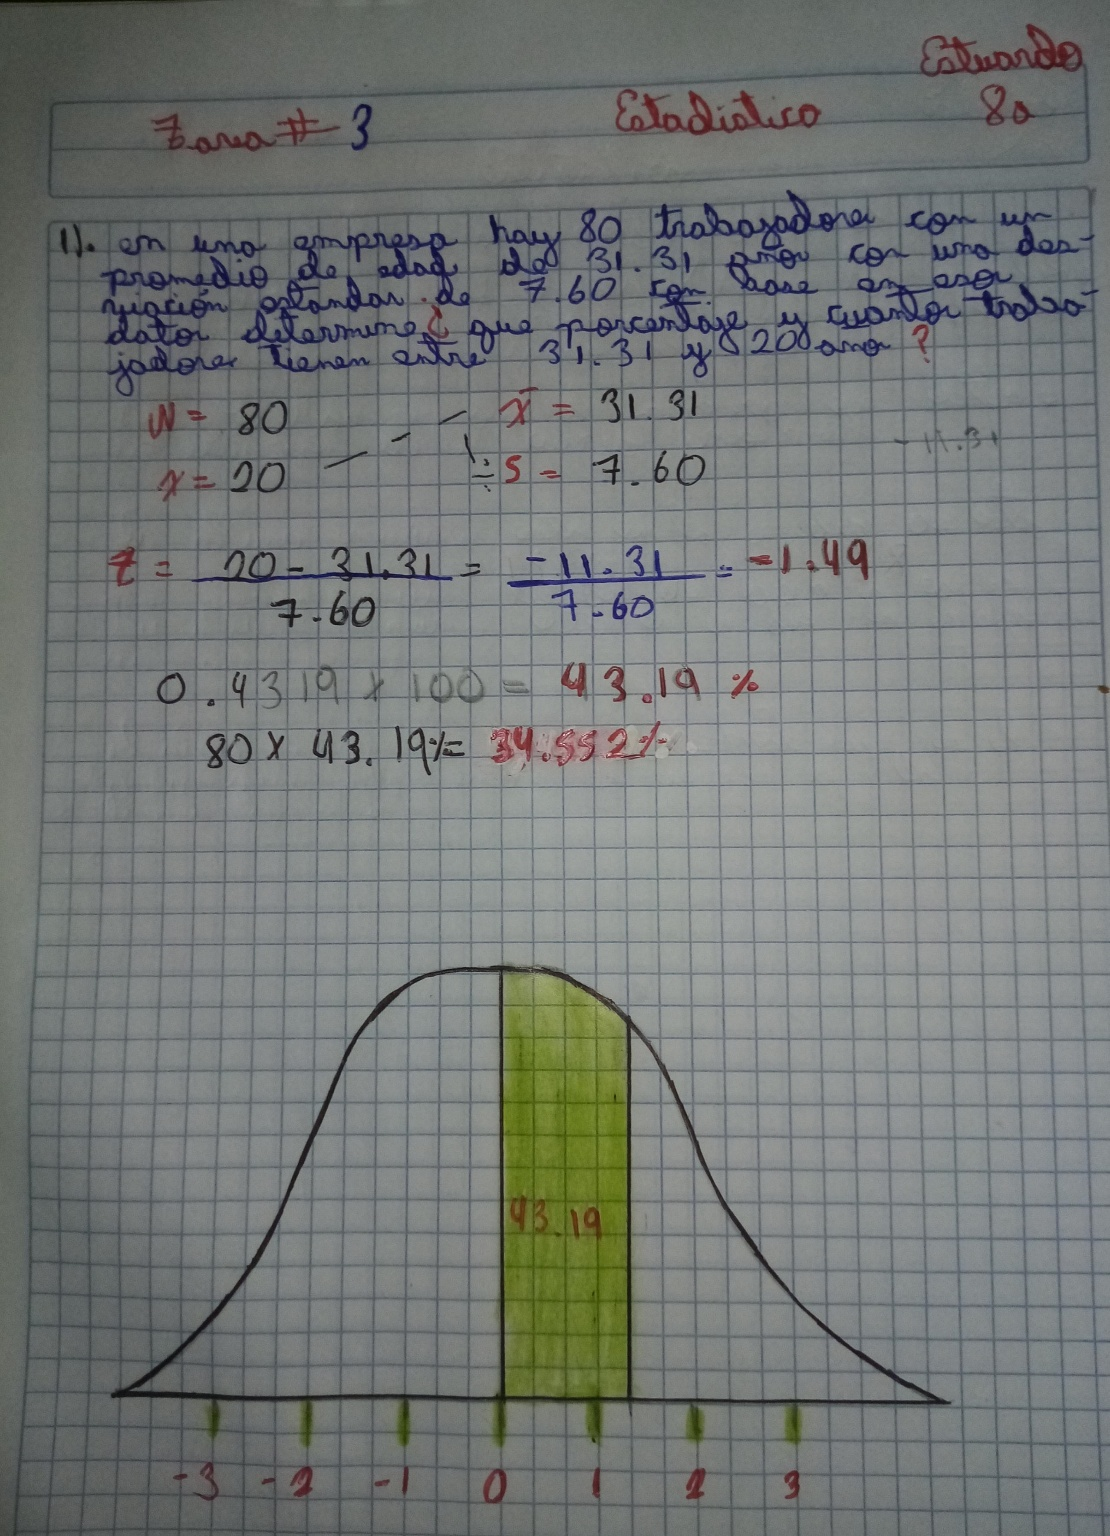 Estuardo
Tarea # 3 Estadistica 8a
1). en una empresa hay 80 trabajadores con un
promedio de edad de 31.31 años con una des-
viación estandar de 7.60 con base en esos
datos determine ¿ que porcentaje y cuantos traba-
jadores tienen entre 31.31 y 20 años ?
N = 80 x̄ = 31.31
x = 20 ÷ s = 7.60
-11.31
z = 20 - 31.31 / 7.60 = -11.31 / 7.60 = -1.49
0.4319 x 100 = 43.19 %
80 x 43.19% = 34.552%
43.19
-3 -2 -1 0 1 2 3